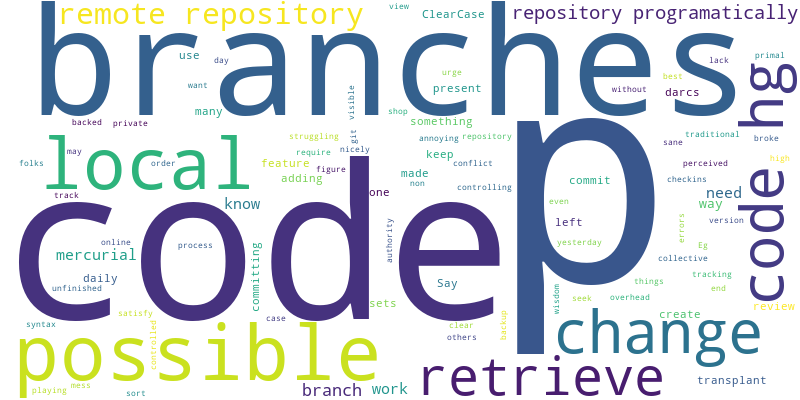 remote repository
view
ClearCase
repository programatically
branches
use
day
want
many
urge
present
lack
primal
best
without
darcs
hg
backed
private
visible
shop
something
local
folks
may
order
track
struggling
require
feature
adding
git
nicely
figure
one
annoying
repository
keep
made
non
conflict
controlling
p
traditional
sane
broke
high
perceived
checkins
commit
need
way
version
code
know
code
online
mercurial
process
daily
unfinished
committing
authority
left
even
yesterday
errors
Eg
collective
tracking
things
end
overhead
Say
sets
wisdom
seek
create
review
syntax
satisfy
controlled
case
clear
others
backup
possible
change
playing
mess
sort
branch
work
retrieve
transplant